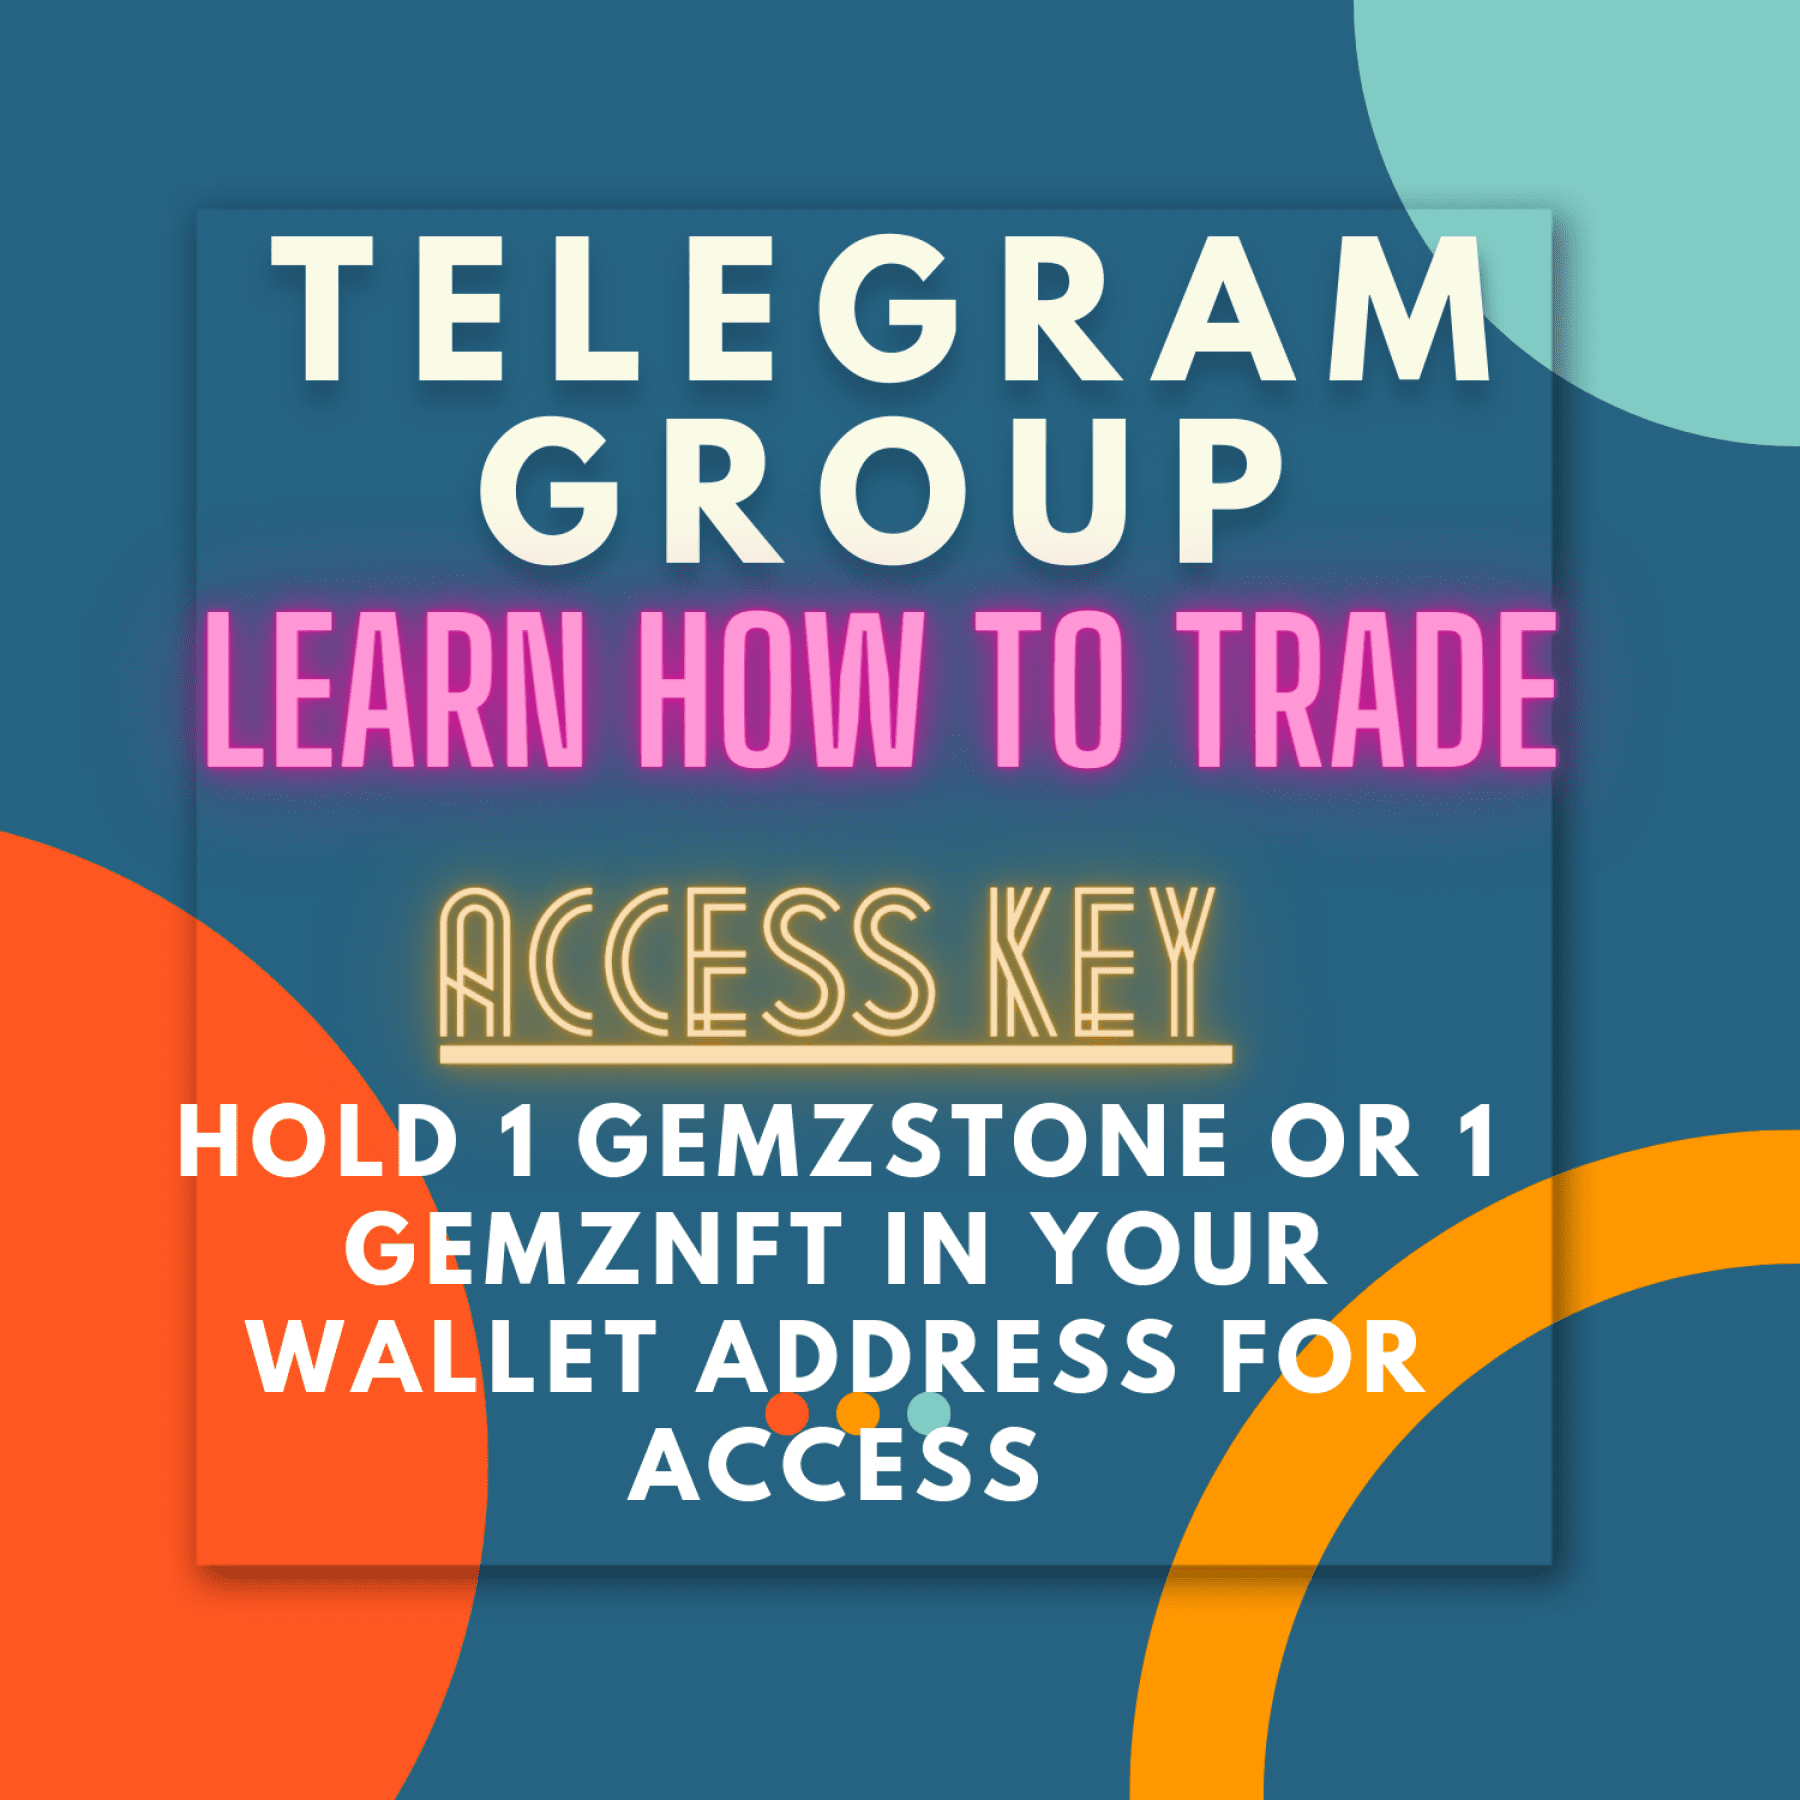 TELEGRAM
GROUP
LEARN HOW TO TRADE
ACCESS KEY
HOLD 1 GEMZSTONE OR 1
GEMZNFT IN YOUR
WALLET ADDRESS FOR
ACCESS